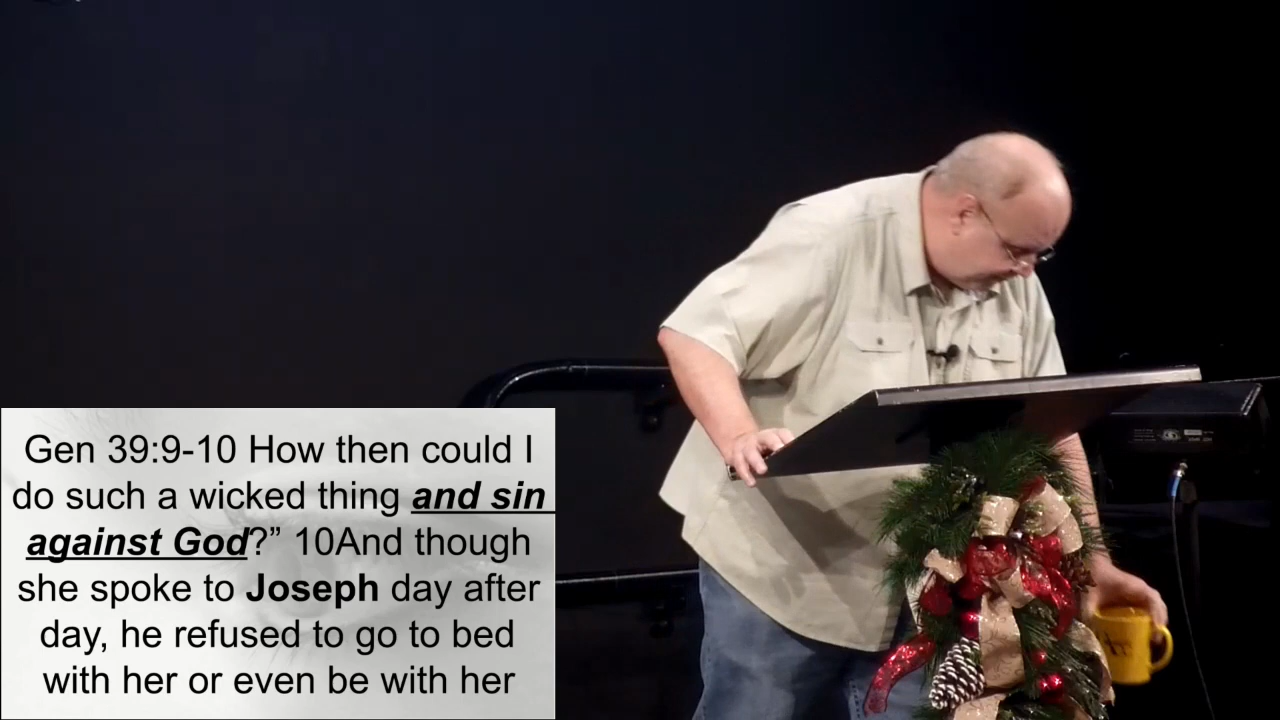 Gen 39:9-10 How then could I
do such a wicked thing and sin
against God?” 10And though
she spoke to Joseph day after
day, he refused to go to bed
with her or even be with her